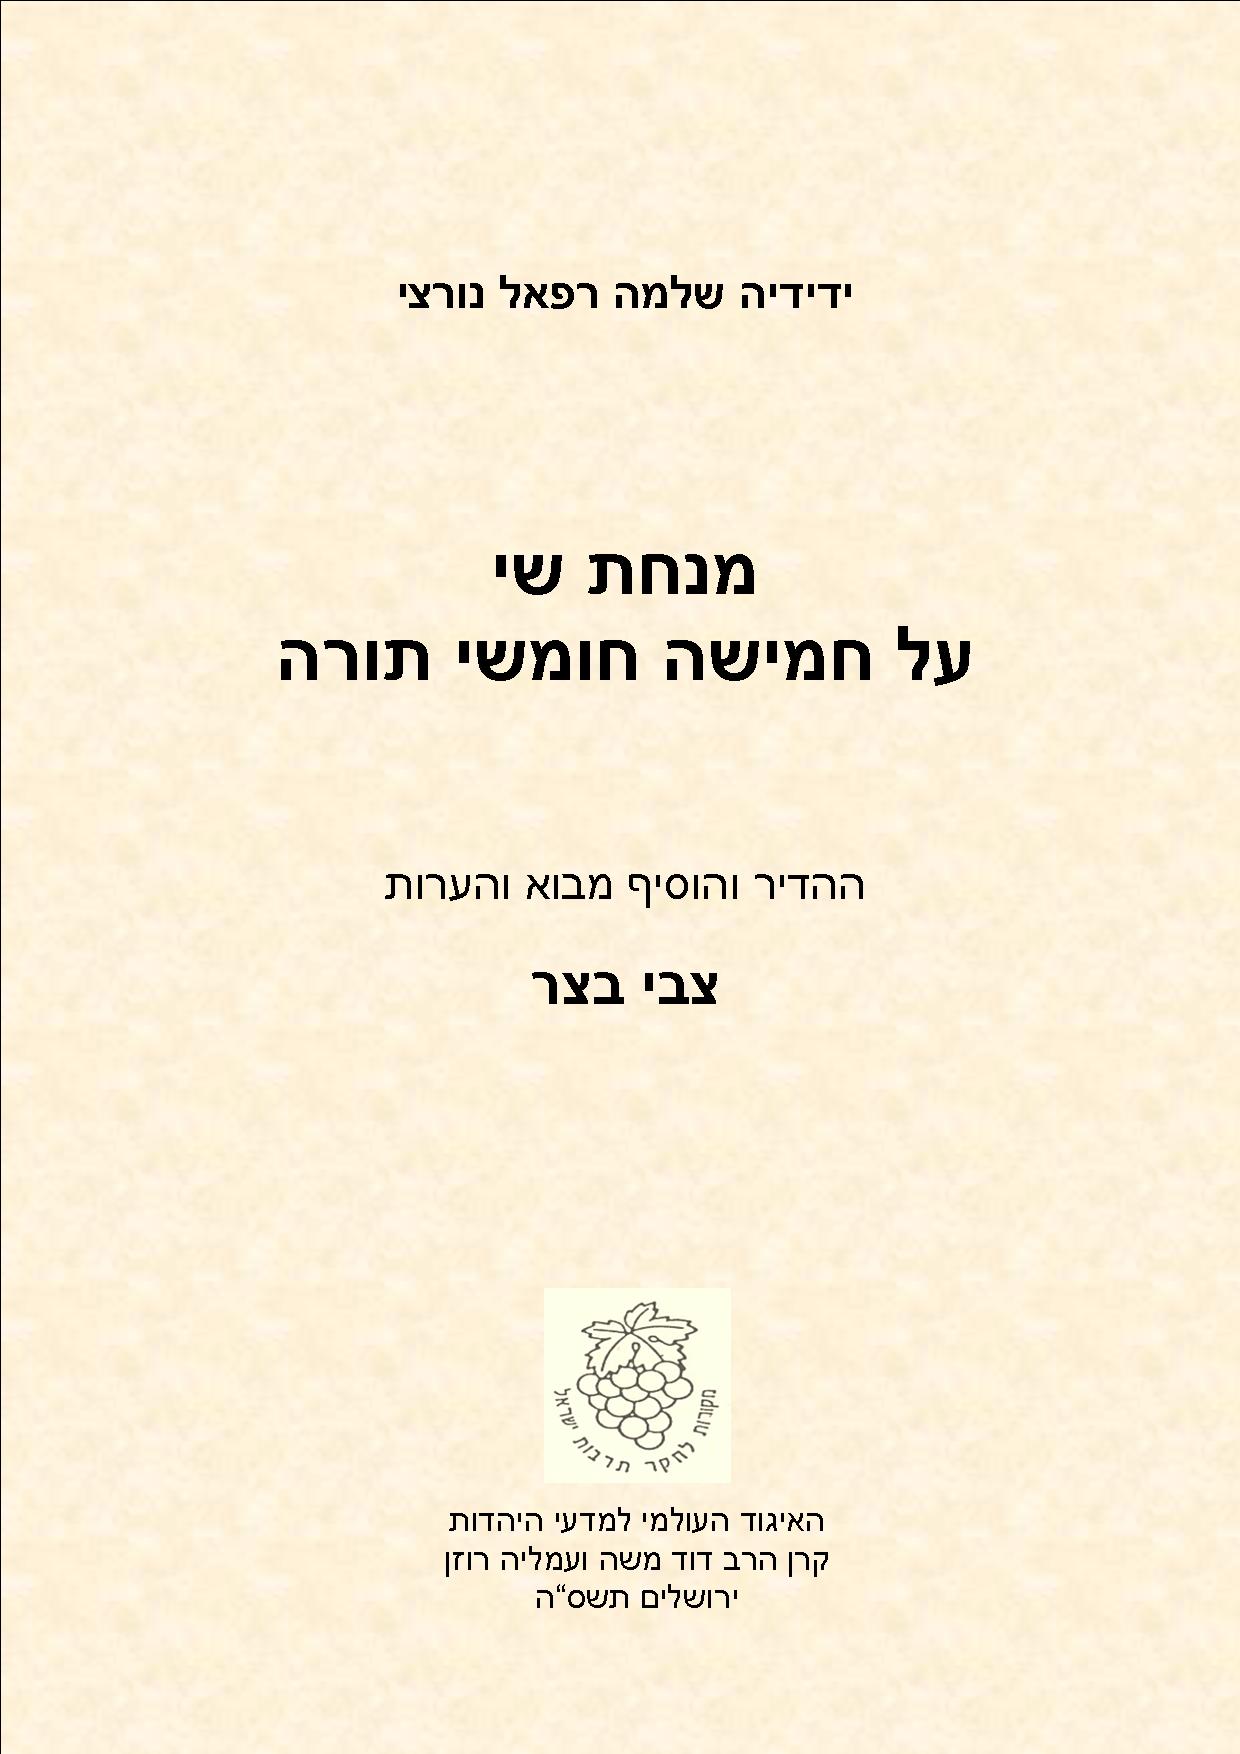 ידידיה שלמה רפאל נורצי
מנחת שי
על חמישה חומשי תורה
ההדיר והוסיף מבוא והערות
צבי בצר
מקורות לחקר תרבות ישראל
האיגוד העולמי למדעי היהדות
קרן הרב דוד משה ועמליה רוזן
ירושלים תשס“ה